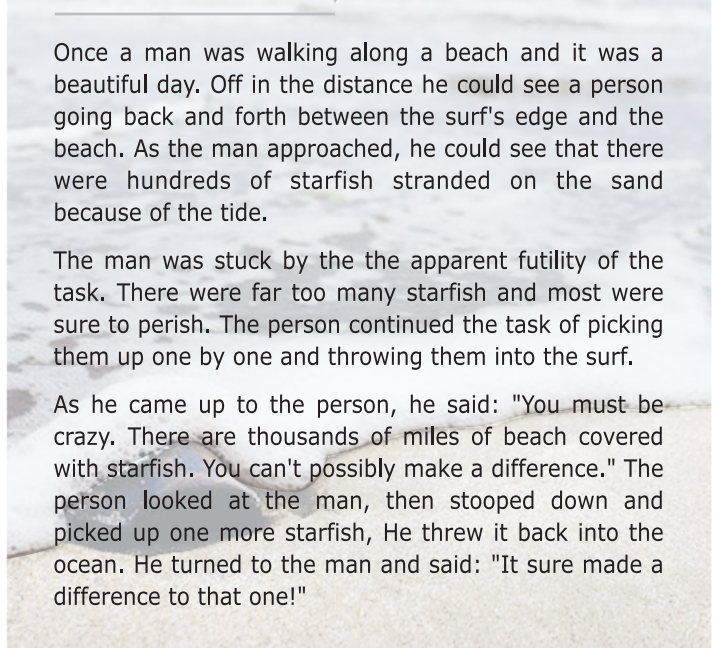 Once a man was walking along a beach and it was a
beautiful day. Off in the distance he could see a person
going back and forth between the surf's edge and the
beach. As the man approached, he could see that there
were hundreds of starfish stranded on the sand
because of the tide.
The man was stuck by the the apparent futility of the
task. There were far too many starfish and most were
sure to perish. The person continued the task of picking
them up one by one and throwing them into the surf.
As he came up to the person, he said: "You must be
crazy. There are thousands of miles of beach covered
with starfish. You can't possibly make a difference." The
person looked at the man, then stooped down and
picked up one more starfish, He threw it back into the
ocean. He turned to the man and said: "It sure made a
difference to that one!"